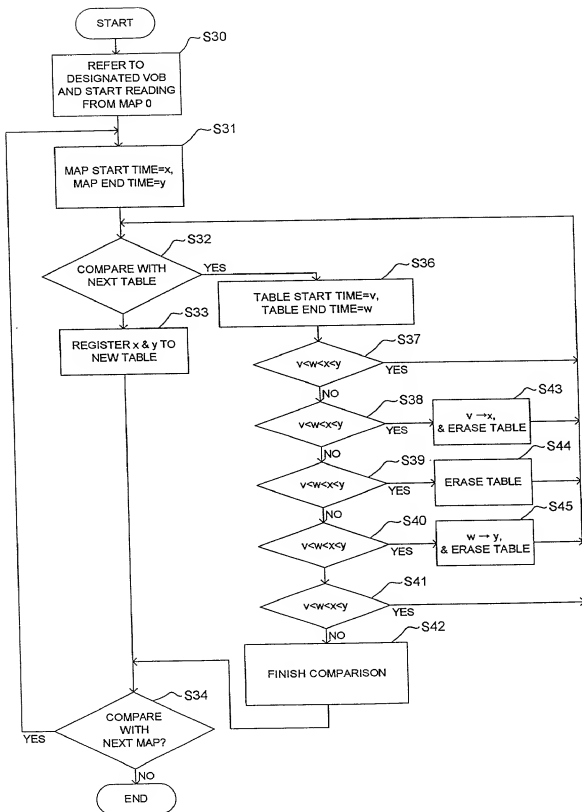 START
S30
REFER TO
DESIGNATED VOB
AND START READING
FROM MAP 0
S31
MAP START TIME=x,
MAP END TIME=y
S32
COMPARE WITH
NEXT TABLE
YES
S36
TABLE START TIME=v,
TABLE END TIME=w
S33
REGISTER x & y TO
NEW TABLE
S37
v<w<x<y
YES
NO
S38
v<w<x<y
YES
S43
v →x,
& ERASE TABLE
NO
S39
v<w<x<y
YES
S44
ERASE TABLE
NO
S40
v<w<x<y
YES
S45
w → y,
& ERASE TABLE
S41
v<w<x<y
YES
NO
S42
FINISH COMPARISON
S34
COMPARE
WITH
NEXT MAP?
YES
NO
END